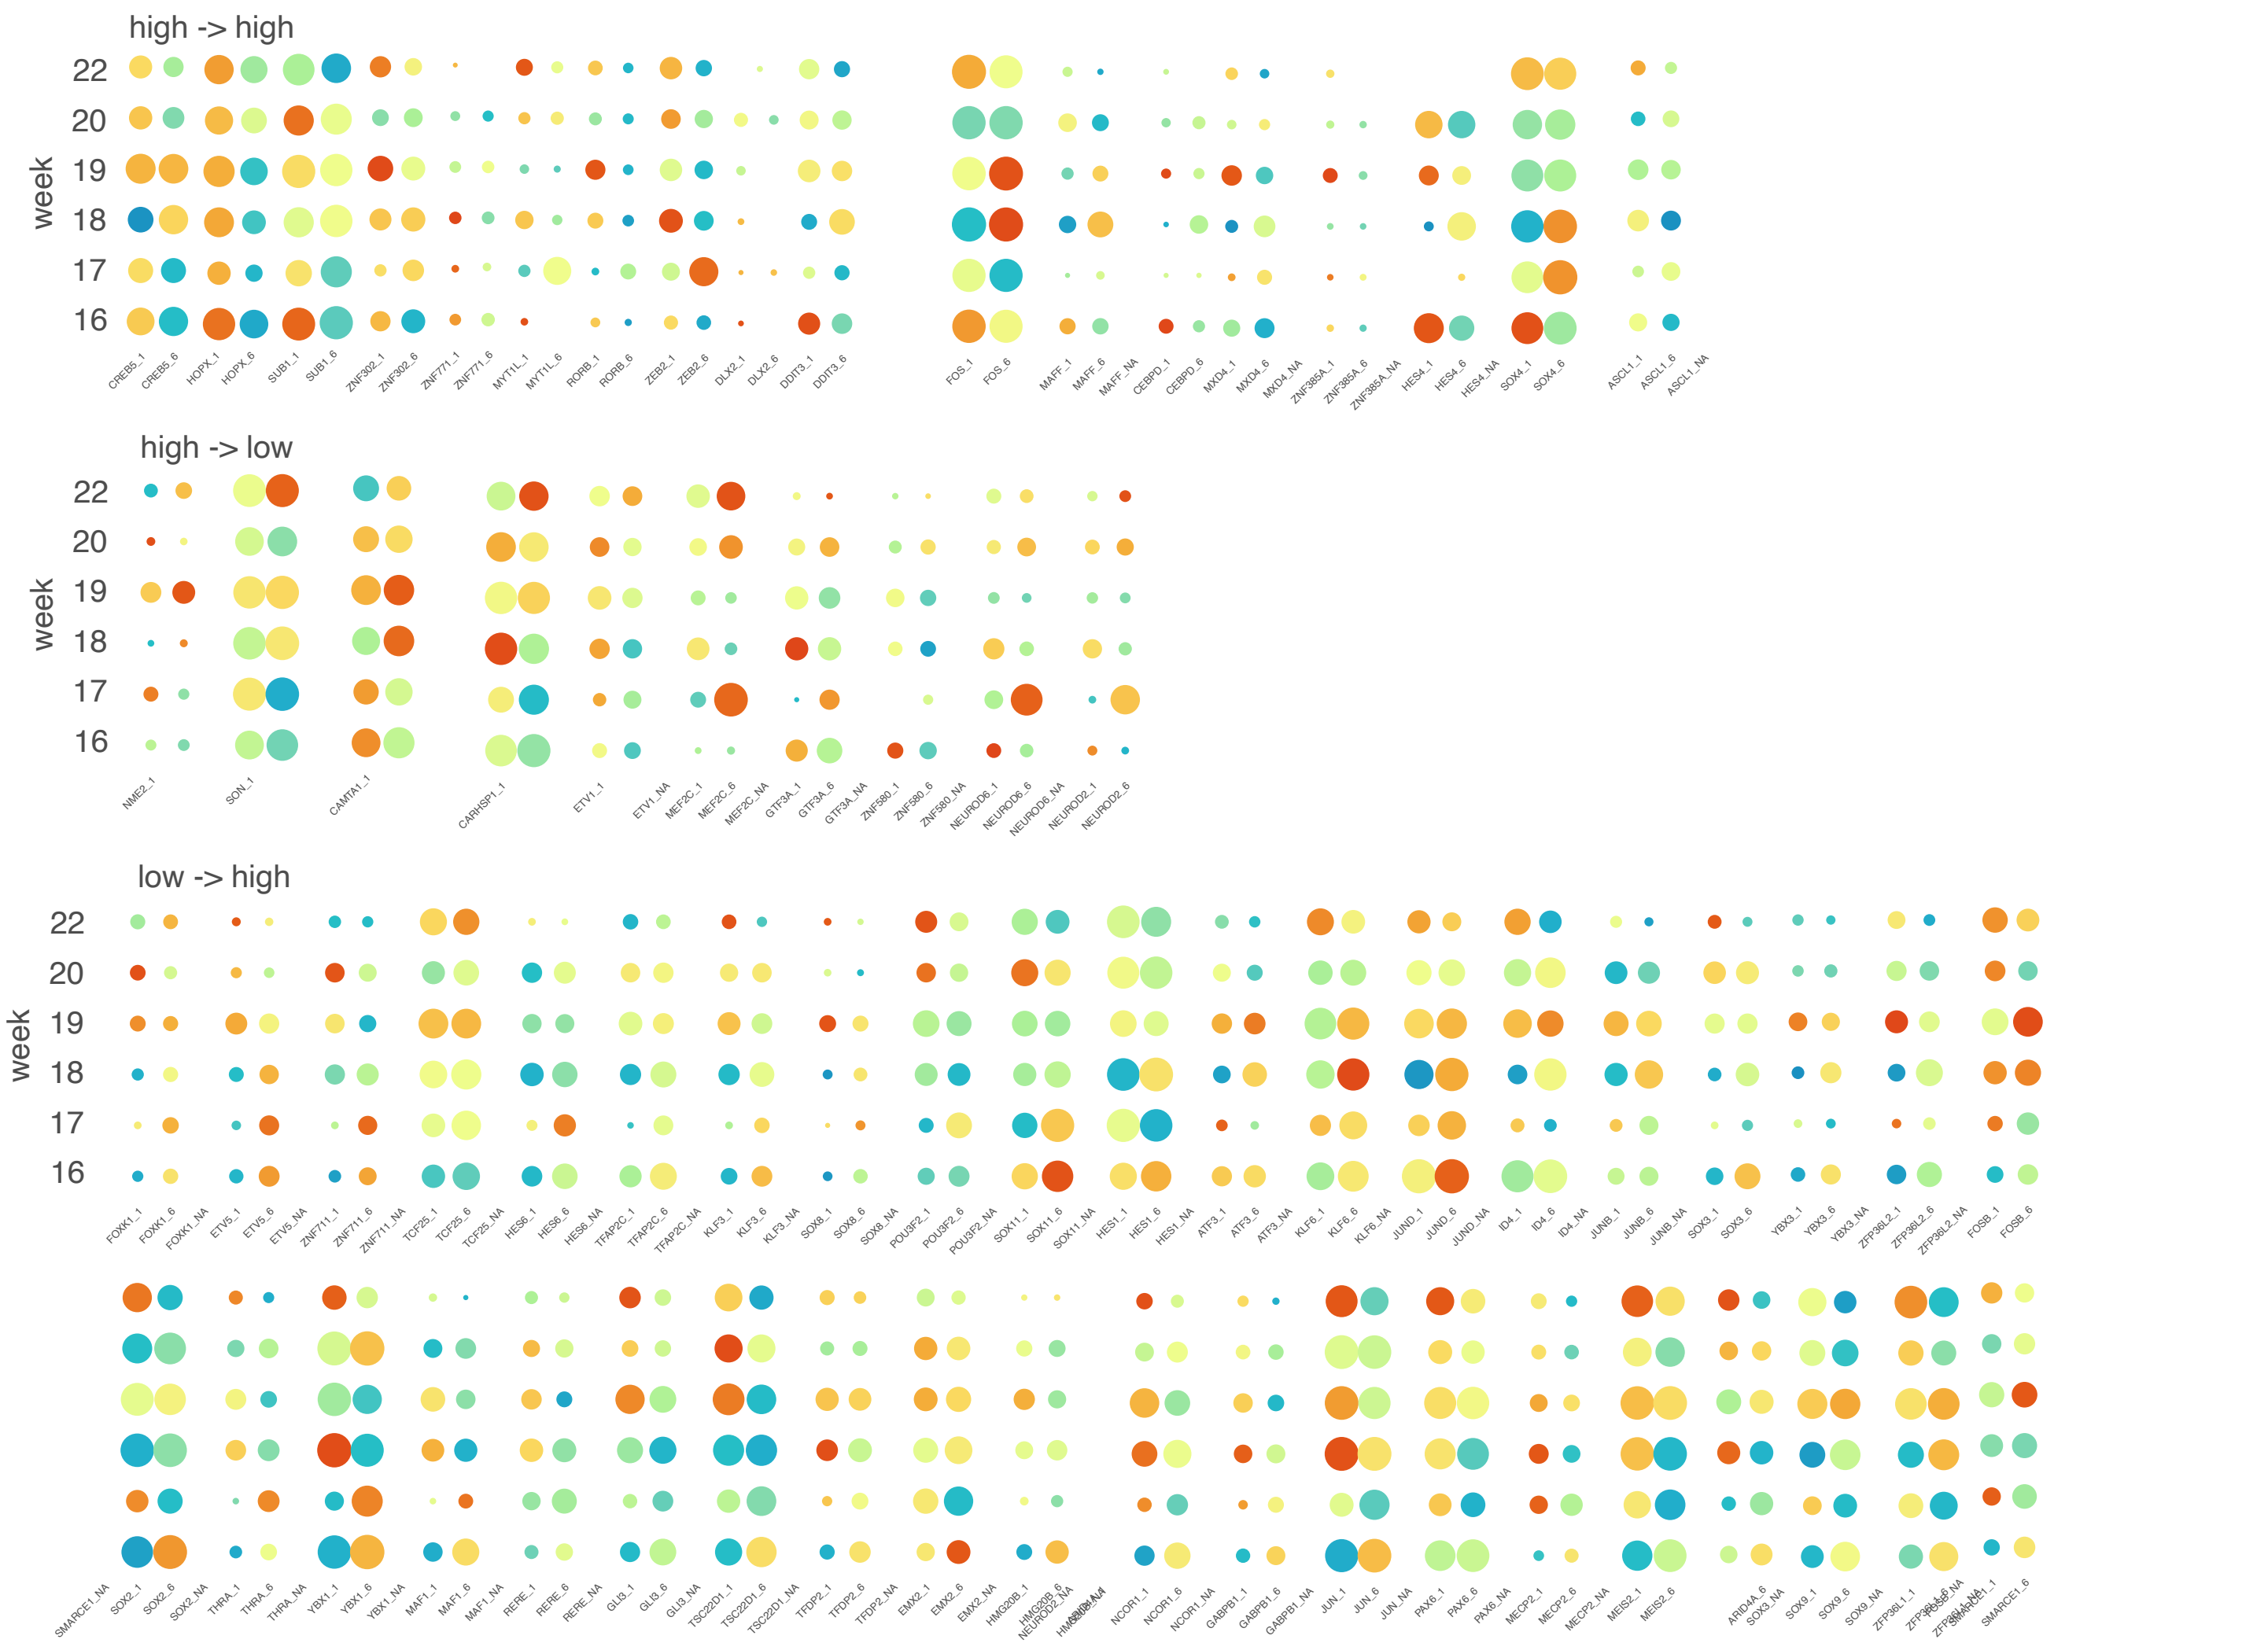 high -> high
22
20
19
18
17
16
week
CREB5_1 CREB5_6 HOPX_1 HOPX_6 SUB1_1 SUB1_6 ZNF302_1 ZNF302_6 ZNF771_1 ZNF771_6 MYT1L_1 MYT1L_6 RORB_1 RORB_6 ZEB2_1 ZEB2_6 DLX2_1 DLX2_6 DDIT3_1 DDIT3_6 FOS_1 FOS_6 MAFF_1 MAFF_6 MAFF_NA CEBPD_1 CEBPD_6 MXD4_1 MXD4_6 MXD4_NA ZNF385A_1 ZNF385A_6 ZNF385A_NA HES4_1 HES4_6 HES4_NA SOX4_1 SOX4_6 ASCL1_1 ASCL1_6 ASCL1_NA
high -> low
22
20
19
18
17
16
week
NME2_1 SON_1 CAMTA1_1 CARHSP1_1 ETV1_1 ETV1_NA MEF2C_1 MEF2C_6 MEF2C_NA GTF3A_1 GTF3A_6 GTF3A_NA ZNF580_1 ZNF580_6 ZNF580_NA NEUROD6_1 NEUROD6_6 NEUROD6_NA NEUROD2_1 NEUROD2_6
low -> high
22
20
19
18
17
16
week
FOXK1_1 FOXK1_6 FOXK1_NA ETV5_1 ETV5_6 ETV5_NA ZNF711_1 ZNF711_6 ZNF711_NA TCF25_1 TCF25_6 TCF25_NA HES6_1 HES6_6 HES6_NA TFAP2C_1 TFAP2C_6 TFAP2C_NA KLF3_1 KLF3_6 KLF3_NA SOX8_1 SOX8_6 SOX8_NA POU3F2_1 POU3F2_6 POU3F2_NA SOX11_1 SOX11_6 SOX11_NA HES1_1 HES1_6 HES1_NA ATF3_1 ATF3_6 ATF3_NA KLF6_1 KLF6_6 KLF6_NA JUND_1 JUND_6 JUND_NA ID4_1 ID4_6 ID4_NA JUNB_1 JUNB_6 JUNB_NA SOX3_1 SOX3_6 YBX3_1 YBX3_6 YBX3_NA ZFP36L2_1 ZFP36L2_6 ZFP36L2_NA FOSB_1 FOSB_6
SMARCE1_NA SOX2_1 SOX2_6 SOX2_NA THRA_1 THRA_6 THRA_NA YBX1_1 YBX1_6 YBX1_NA MAF1_1 MAF1_6 MAF1_NA RERE_1 RERE_6 RERE_NA GLI3_1 GLI3_6 GLI3_NA TSC22D1_1 TSC22D1_6 TSC22D1_NA TFDP2_1 TFDP2_6 TFDP2_NA EMX2_1 EMX2_6 EMX2_NA HMG20B_1 HMG20B_6 NEUROD2_NA NCOR1_1 NCOR1_6 NCOR1_NA GABPB1_1 GABPB1_6 GABPB1_NA JUN_1 JUN_6 JUN_NA PAX6_1 PAX6_6 PAX6_NA MECP2_1 MECP2_6 MECP2_NA MEIS2_1 MEIS2_6 ARID4A_6 SOX3_NA SOX9_1 SOX9_6 SOX9_NA ZFP36L1_1 ZFP36L1_6 FOSB_NA ZFP36L1_NA SMARCE1_1 SMARCE1_6